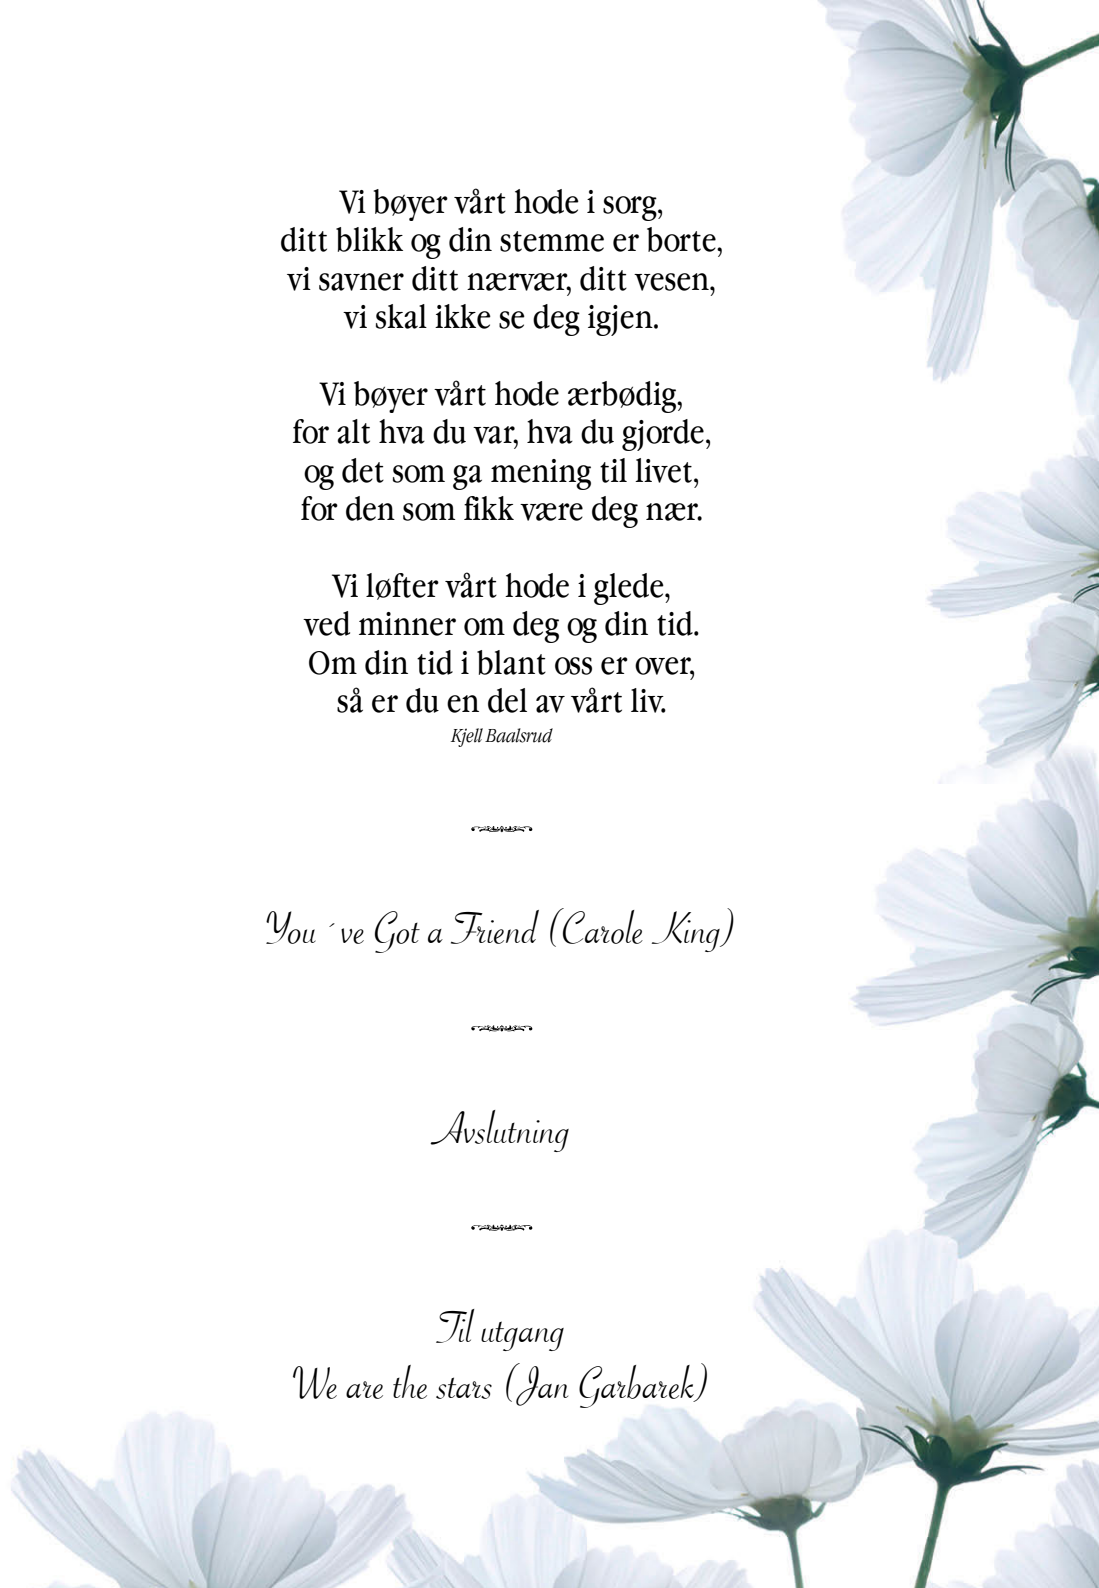 Vi bøyer vårt hode i sorg,
ditt blikk og din stemme er borte,
vi savner ditt nærvær, ditt vesen,
vi skal ikke se deg igjen.
Vi bøyer vårt hode ærbødig,
for alt hva du var, hva du gjorde,
og det som ga mening til livet,
for den som fikk være deg nær.
Vi løfter vårt hode i glede,
ved minner om deg og din tid.
Om din tid i blant oss er over,
så er du en del av vårt liv.
Kjell Baalsrud
You ´ve Got a Friend (Carole King)
Avslutning
Til utgang
We are the stars (Jan Garbarek)